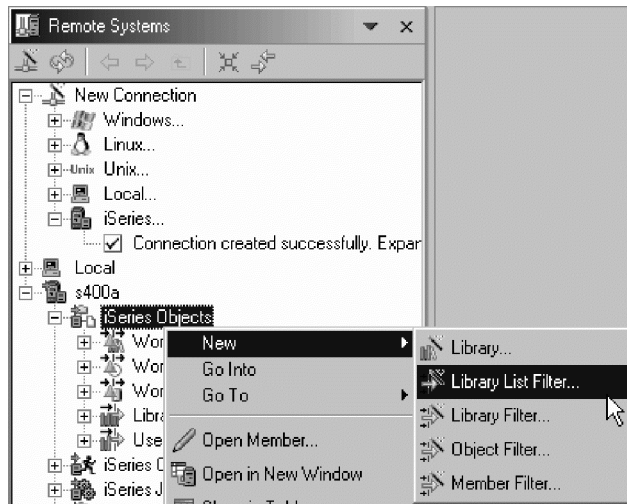 Remote Systems
New Connection
Windows...
Linux...
Unix Unix...
Local...
iSeries...
Connection created successfully. Expar
Local
s400a
iSeries Objects
Wor
Wor
Wor
Libra
Use
iSeries C
iSeries J
New
Go Into
Go To
Open Member...
Open in New Window
Library...
Library List Filter...
Library Filter...
Object Filter...
Member Filter...